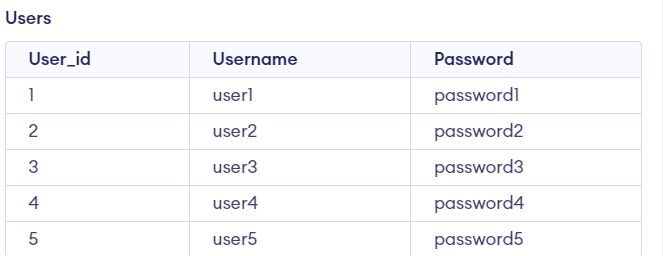 Users
User_id Username Password
1 user1 password1
2 user2 password2
3 user3 password3
4 user4 password4
5 user5 password5